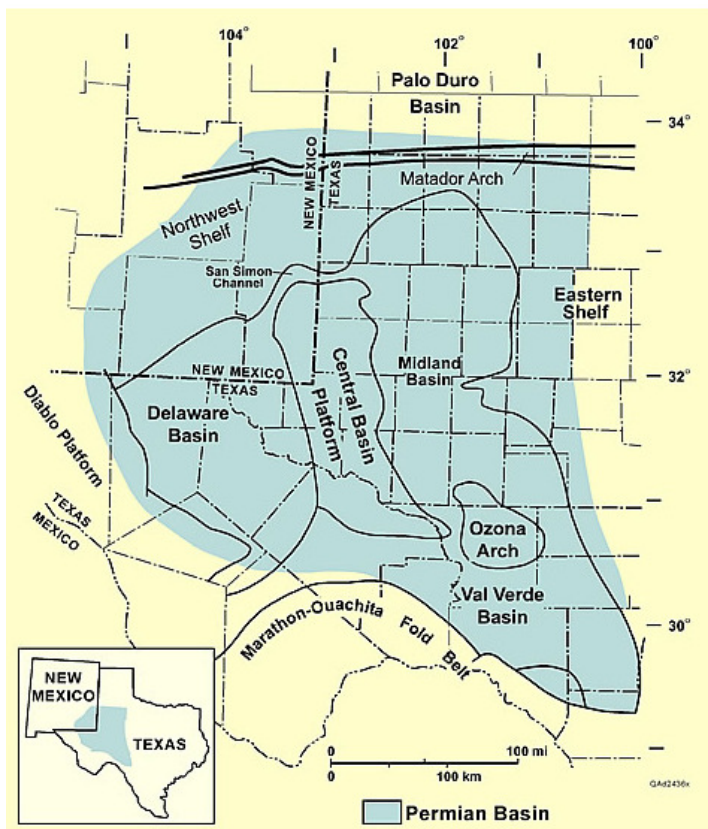 104°
102°
100°
Palo Duro
Basin
34°
NEW MEXICO
TEXAS
Matador Arch
Northwest
Shelf
San Simon
Channel
Eastern
Shelf
NEW MEXICO
TEXAS
Midland
Basin
32°
Central Basin
Platform
Delaware
Basin
Diablo Platform
TEXAS
MEXICO
Ozona
Arch
Val Verde
Basin
30°
Marathon-Ouachita Fold Belt
NEW
MEXICO
TEXAS
0 100 mi
0 100 km
QAd2436x
Permian Basin